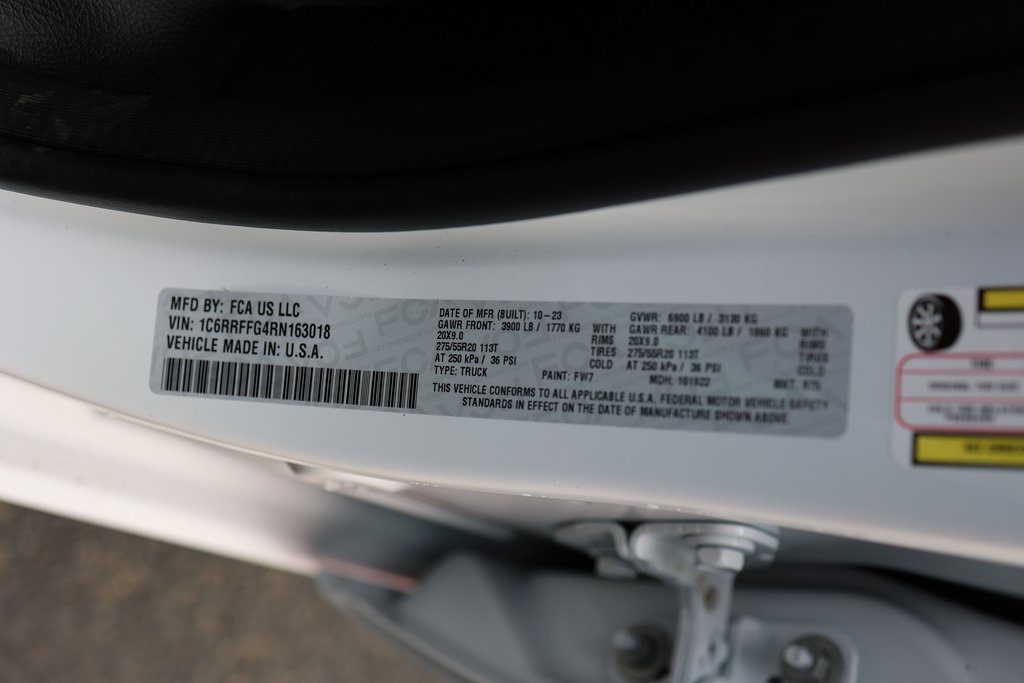 MFD BY: FCA US LLC
VIN: 1C6RRFFG4RN163018
VEHICLE MADE IN: U.S.A.
DATE OF MFR (BUILT): 10-23
GVWR: 6900 LB / 3130 KG
GAWR FRONT: 3900 LB / 1770 KG WITH
20X9.0 RIMS
275/55R20 113T TIRES
AT 250 kPa / 36 PSI COLD
GAWR REAR: 4100 LB / 1860 KG WITH
20X9.0 RIMS
275/55R20 113T TIRES
AT 250 kPa / 36 PSI COLD
TYPE: TRUCK PAINT: FW7 MDH: 101922
THIS VEHICLE CONFORMS TO ALL APPLICABLE U.S.A. FEDERAL MOTOR VEHICLE SAFETY
STANDARDS IN EFFECT ON THE DATE OF MANUFACTURE SHOWN ABOVE